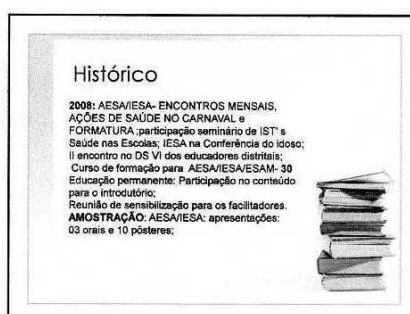 Histórico
2008: AESA/IESA- ENCONTROS MENSAIS,
AÇÕES DE SAÚDE NO CARNAVAL e
FORMATURA ;participação seminário de IST' s
Saúde nas Escolas; IESA na Conferência do idoso;
II encontro no DS VI dos educadores distritais;
Curso de formação para AESA/IESA/ESAM- 30
Educação permanente: Participação no conteúdo
para o introdutório;
Reunião de sensibilização para os facilitadores.
AMOSTRAÇÃO: AESA/IESA: apresentações:
03 orais e 10 pôsteres;